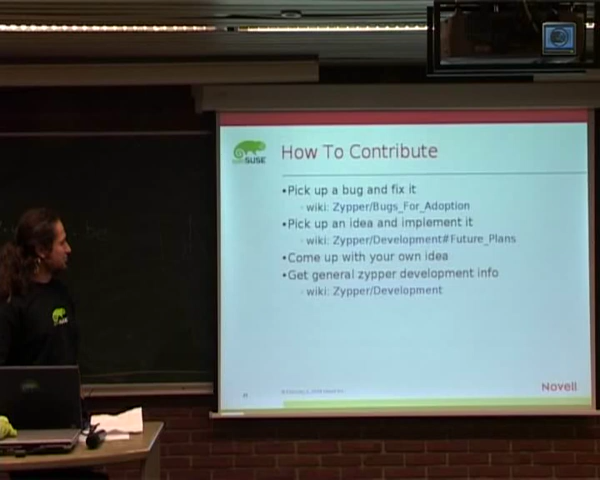 openSUSE
How To Contribute
•Pick up a bug and fix it
wiki: Zypper/Bugs_For_Adoption
•Pick up an idea and implement it
wiki: Zypper/Development#Future_Plans
•Come up with your own idea
•Get general zypper development info
wiki: Zypper/Development
Novell